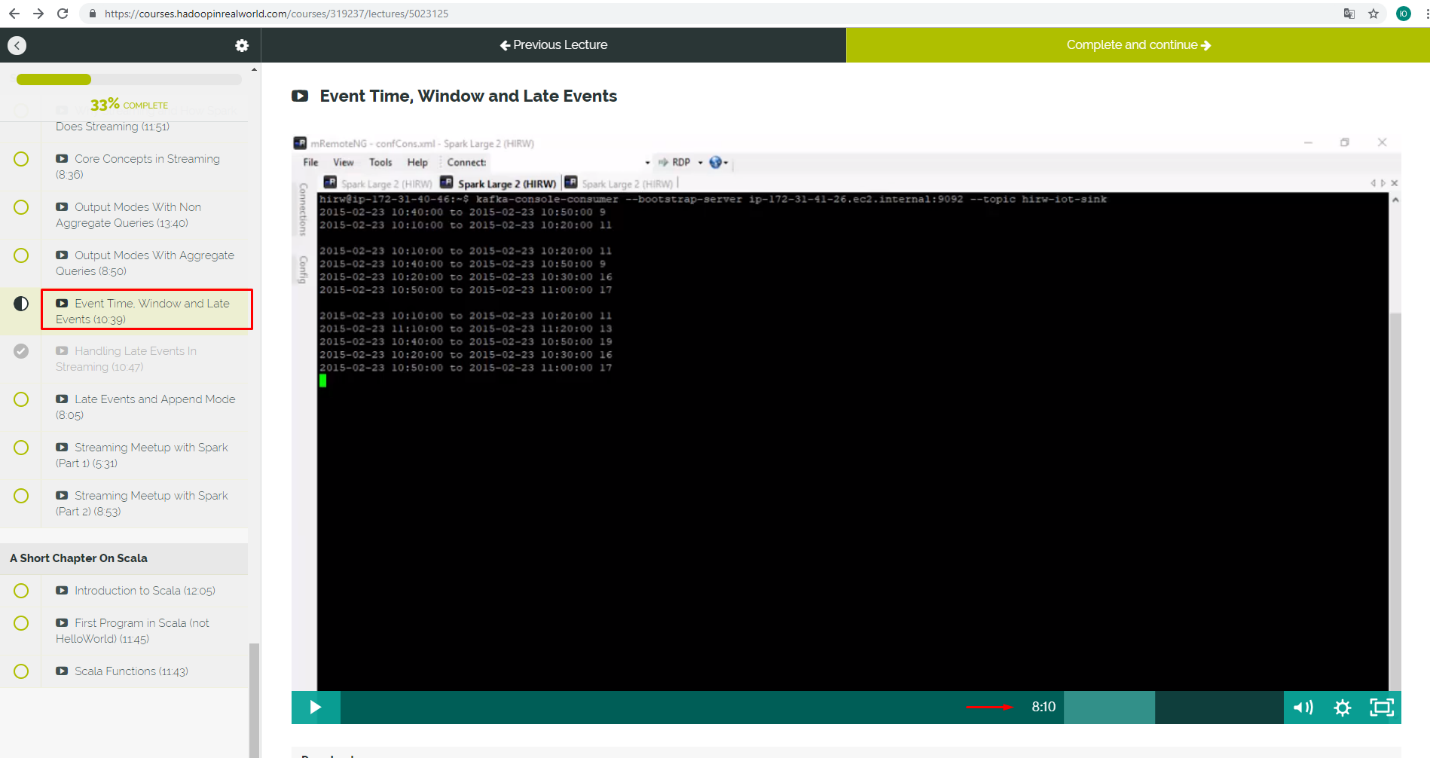 https://courses.hadoopinrealworld.com/courses/319237/lectures/5023125
IO
Previous Lecture
Complete and continue
33% COMPLETE
Does Streaming (11:51)
Core Concepts in Streaming
(8:36)
Output Modes With Non
Aggregate Queries (13:40)
Output Modes With Aggregate
Queries (8:50)
Event Time, Window and Late
Events (10:39)
Handling Late Events In
Streaming (10:47)
Late Events and Append Mode
(8:05)
Streaming Meetup with Spark
(Part 1) (5:31)
Streaming Meetup with Spark
(Part 2) (8:53)
A Short Chapter On Scala
Introduction to Scala (12:05)
First Program in Scala (not
HelloWorld) (11:45)
Scala Functions (11:43)
Event Time, Window and Late Events
mRemoteNG - confCons.xml - Spark Large 2 (HIRW)
File View Tools Help Connect: RDP
Spark Large 2 (HIRW) Spark Large 2 (HIRW) Spark Large 2 (HIRW)
Connections
Config
hirw@ip-172-31-40-46:~$ kafka-console-consumer --bootstrap-server ip-172-31-41-26.ec2.internal:9092 --topic hirw-iot-sink
2015-02-23 10:40:00 to 2015-02-23 10:50:00 9
2015-02-23 10:10:00 to 2015-02-23 10:20:00 11
2015-02-23 10:10:00 to 2015-02-23 10:20:00 11
2015-02-23 10:40:00 to 2015-02-23 10:50:00 9
2015-02-23 10:20:00 to 2015-02-23 10:30:00 16
2015-02-23 10:50:00 to 2015-02-23 11:00:00 17
2015-02-23 10:10:00 to 2015-02-23 10:20:00 11
2015-02-23 11:10:00 to 2015-02-23 11:20:00 13
2015-02-23 10:40:00 to 2015-02-23 10:50:00 19
2015-02-23 10:20:00 to 2015-02-23 10:30:00 16
2015-02-23 10:50:00 to 2015-02-23 11:00:00 17
8:10